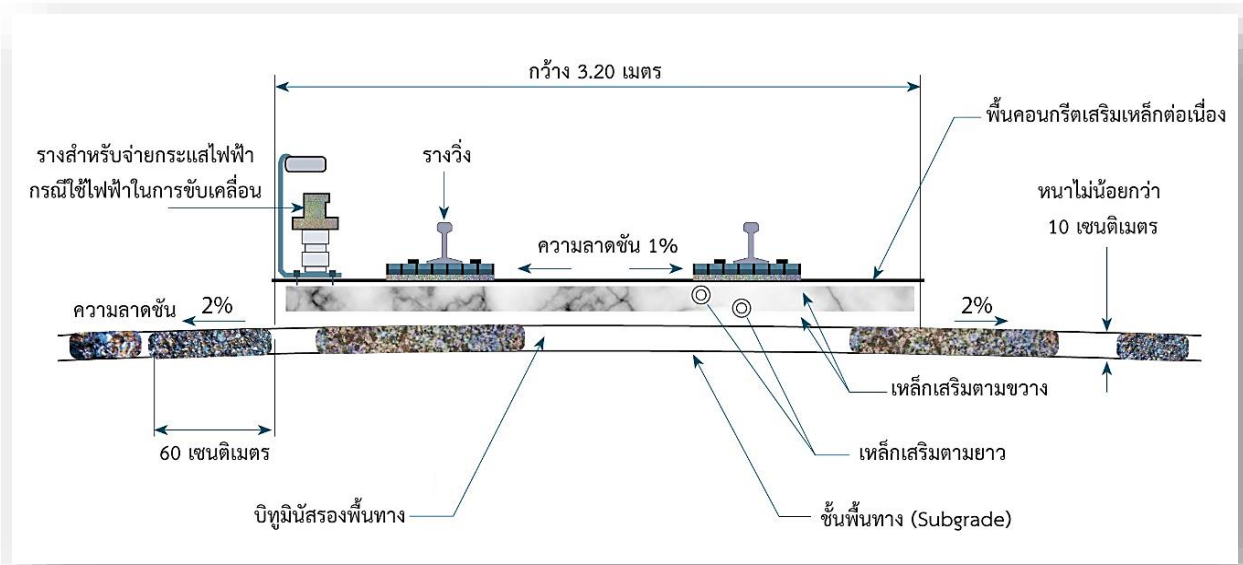 กว้าง 3.20 เมตร
พื้นคอนกรีตเสริมเหล็กต่อเนื่อง
รางสำหรับจ่ายกระแสไฟฟ้า
กรณีใช้ไฟฟ้าในการขับเคลื่อน
รางวิ่ง
หนาไม่น้อยกว่า
10 เซนติเมตร
ความลาดชัน 1%
ความลาดชัน 2%
2%
เหล็กเสริมตามขวาง
60 เซนติเมตร
เหล็กเสริมตามยาว
บิทูมินัสรองพื้นทาง
ชั้นพื้นทาง (Subgrade)